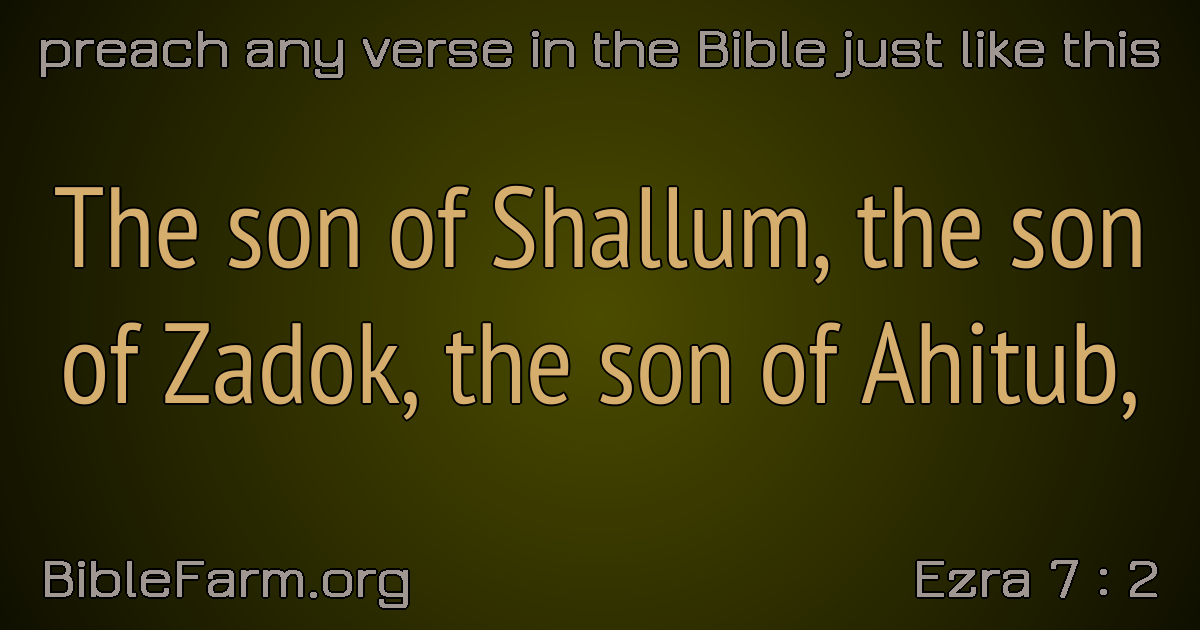 preach any verse in the Bible just like this
The son of Shallum, the son
of Zadok, the son of Ahitub,
BibleFarm.org
Ezra 7 : 2